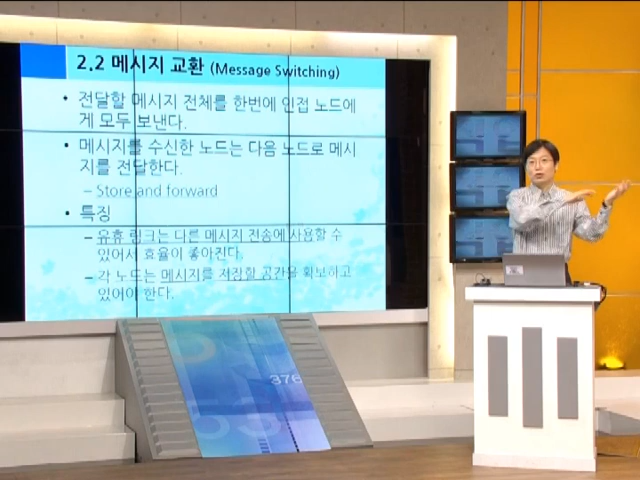 2.2 메시지 교환 (Message Switching)
• 전달할 메시지 전체를 한번에 인접 노드에
게 모두 보낸다.
• 메시지를 수신한 노드는 다음 노드로 메시
지를 전달한다.
– Store and forward
• 특징
– 유휴 링크는 다른 메시지 전송에 사용할 수
있어서 효율이 좋아진다.
– 각 노드는 메시지를 저장할 공간을 확보하고
있어야 한다.
376